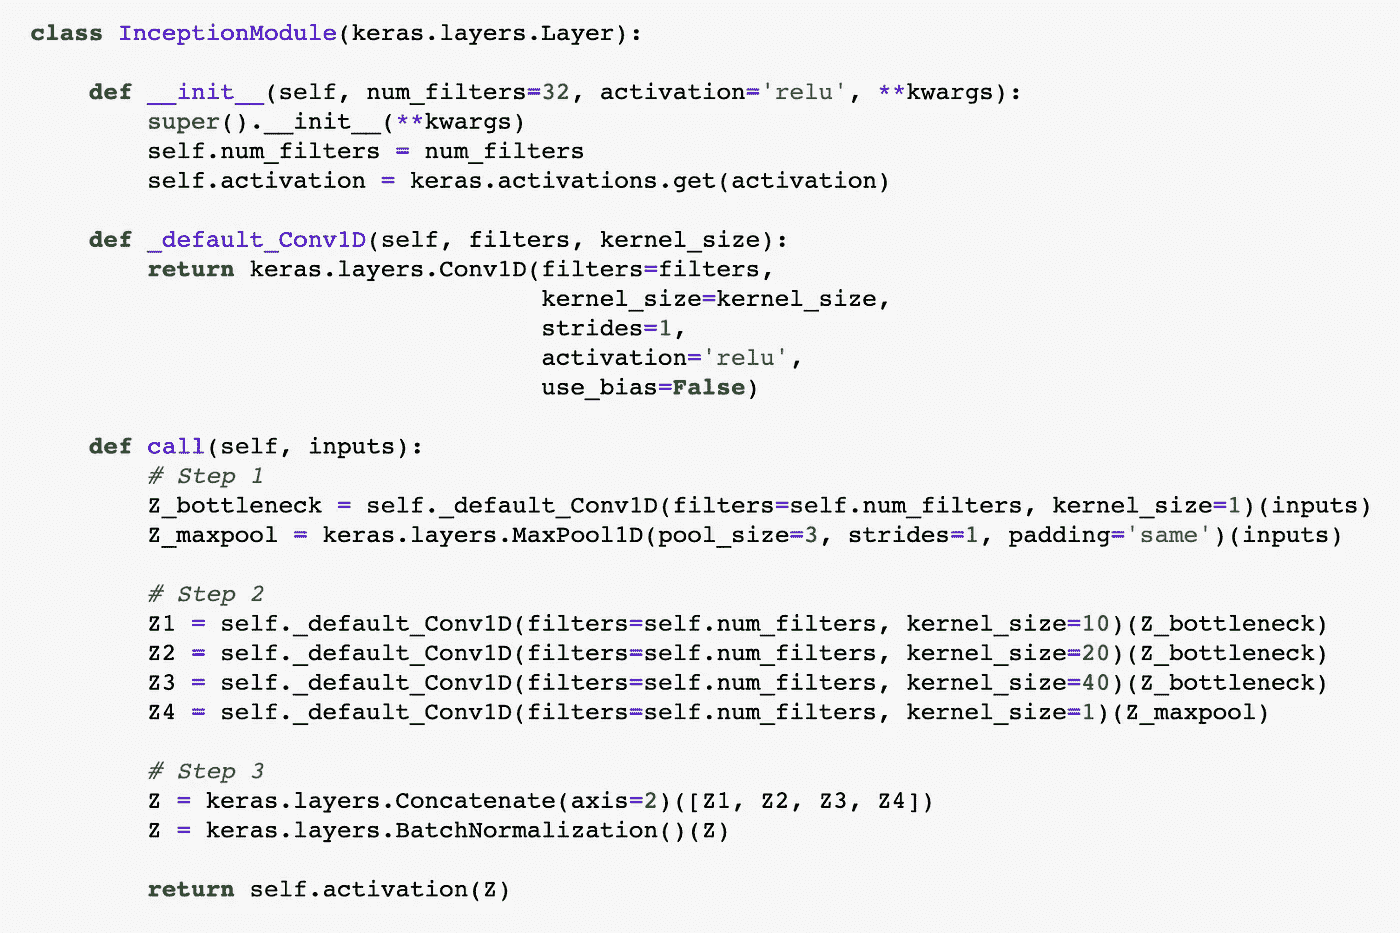 class InceptionModule(keras.layers.Layer):
def __init__(self, num_filters=32, activation='relu', **kwargs):
super().__init__(**kwargs)
self.num_filters = num_filters
self.activation = keras.activations.get(activation)
def _default_Conv1D(self, filters, kernel_size):
return keras.layers.Conv1D(filters=filters,
kernel_size=kernel_size,
strides=1,
activation='relu',
use_bias=False)
def call(self, inputs):
# Step 1
Z_bottleneck = self._default_Conv1D(filters=self.num_filters, kernel_size=1)(inputs)
Z_maxpool = keras.layers.MaxPool1D(pool_size=3, strides=1, padding='same')(inputs)
# Step 2
Z1 = self._default_Conv1D(filters=self.num_filters, kernel_size=10)(Z_bottleneck)
Z2 = self._default_Conv1D(filters=self.num_filters, kernel_size=20)(Z_bottleneck)
Z3 = self._default_Conv1D(filters=self.num_filters, kernel_size=40)(Z_bottleneck)
Z4 = self._default_Conv1D(filters=self.num_filters, kernel_size=1)(Z_maxpool)
# Step 3
Z = keras.layers.Concatenate(axis=2)([Z1, Z2, Z3, Z4])
Z = keras.layers.BatchNormalization()(Z)
return self.activation(Z)